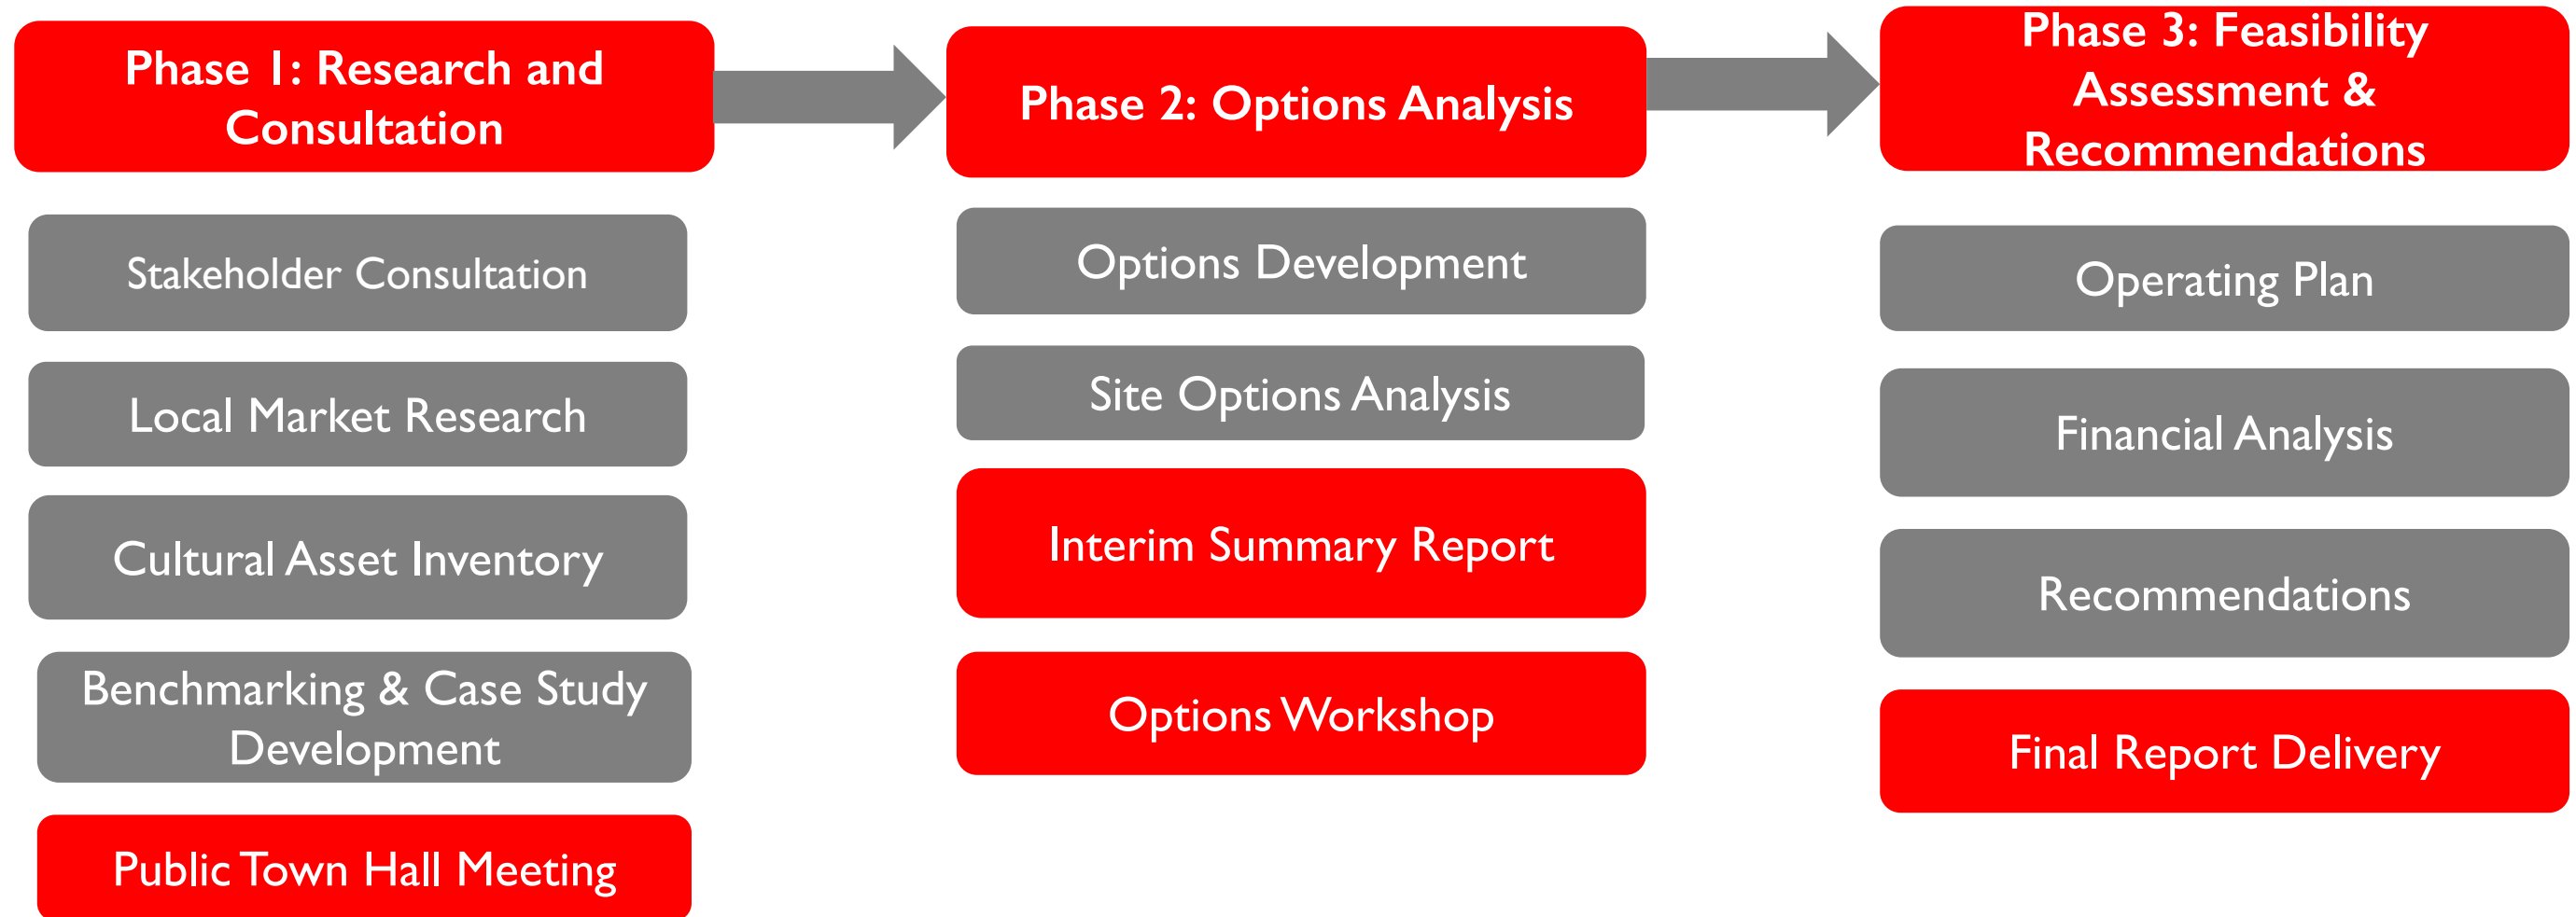 Phase 1: Research and
Consultation
Stakeholder Consultation
Local Market Research
Cultural Asset Inventory
Benchmarking & Case Study
Development
Public Town Hall Meeting
Phase 2: Options Analysis
Options Development
Site Options Analysis
Interim Summary Report
Options Workshop
Phase 3: Feasibility
Assessment &
Recommendations
Operating Plan
Financial Analysis
Recommendations
Final Report Delivery